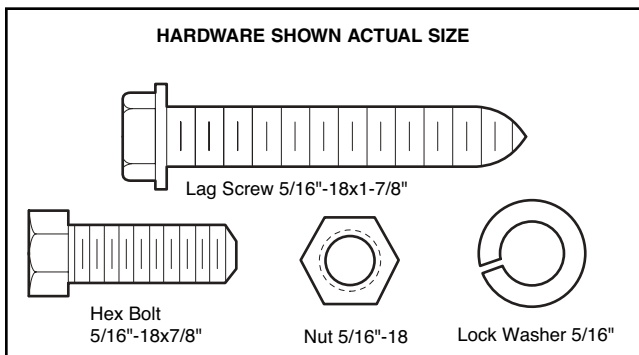 HARDWARE SHOWN ACTUAL SIZE
Lag Screw 5/16"-18x1-7/8"
Hex Bolt
5/16"-18x7/8"
Nut 5/16"-18
Lock Washer 5/16"